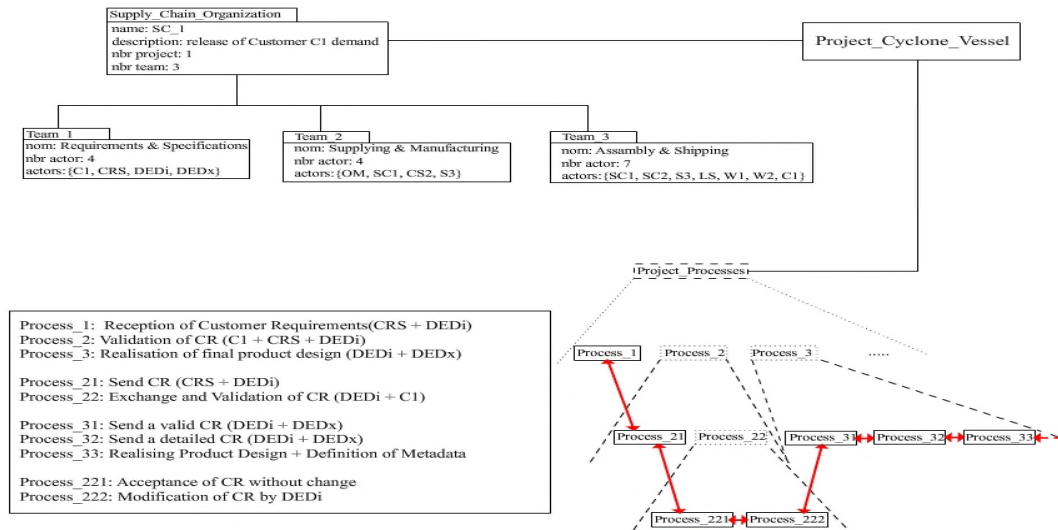 Supply_Chain_Organization
name: SC_1
description: release of Customer C1 demand
nbr project: 1
nbr team: 3
Project_Cyclone_Vessel
Team_1
nom: Requirements & Specifications
nbr actor: 4
actors:{C1, CRS, DEDi, DEDx}
Team_2
nom: Supplying & Manufacturing
nbr actor: 4
actors:{OM, SC1, CS2, S3}
Team_3
nom: Assambly & Shipping
nbr actor: 7
actors:{SC1, SC2, S3, LS, W1, W2, C1}
Project_Processes
Process_1: Reception of Customer Requirements(CRS + DEDi)
Process_2: Validation of CR (C1 + CRS + DEDi)
Process_3: Realisation of final product design (DEDi + DEDx)
Process_21: Send CR (CRS + DEDi)
Process_22: Exchange and Validation of CR (DEDi + C1)
Process_31: Send a valid CR (DEDi + DEDx)
Process_32: Send a detailed CR (DEDi + DEDx)
Process_33: Realising Product Design + Definition of Metadata
Process_221: Acceptance of CR without change
Process_222: Modification of CR by DEDi
Process_1 Process_2 Process_3 .....
Process_21 Process_22 Process_31 Process_32 Process_33
Process_221 Process_222